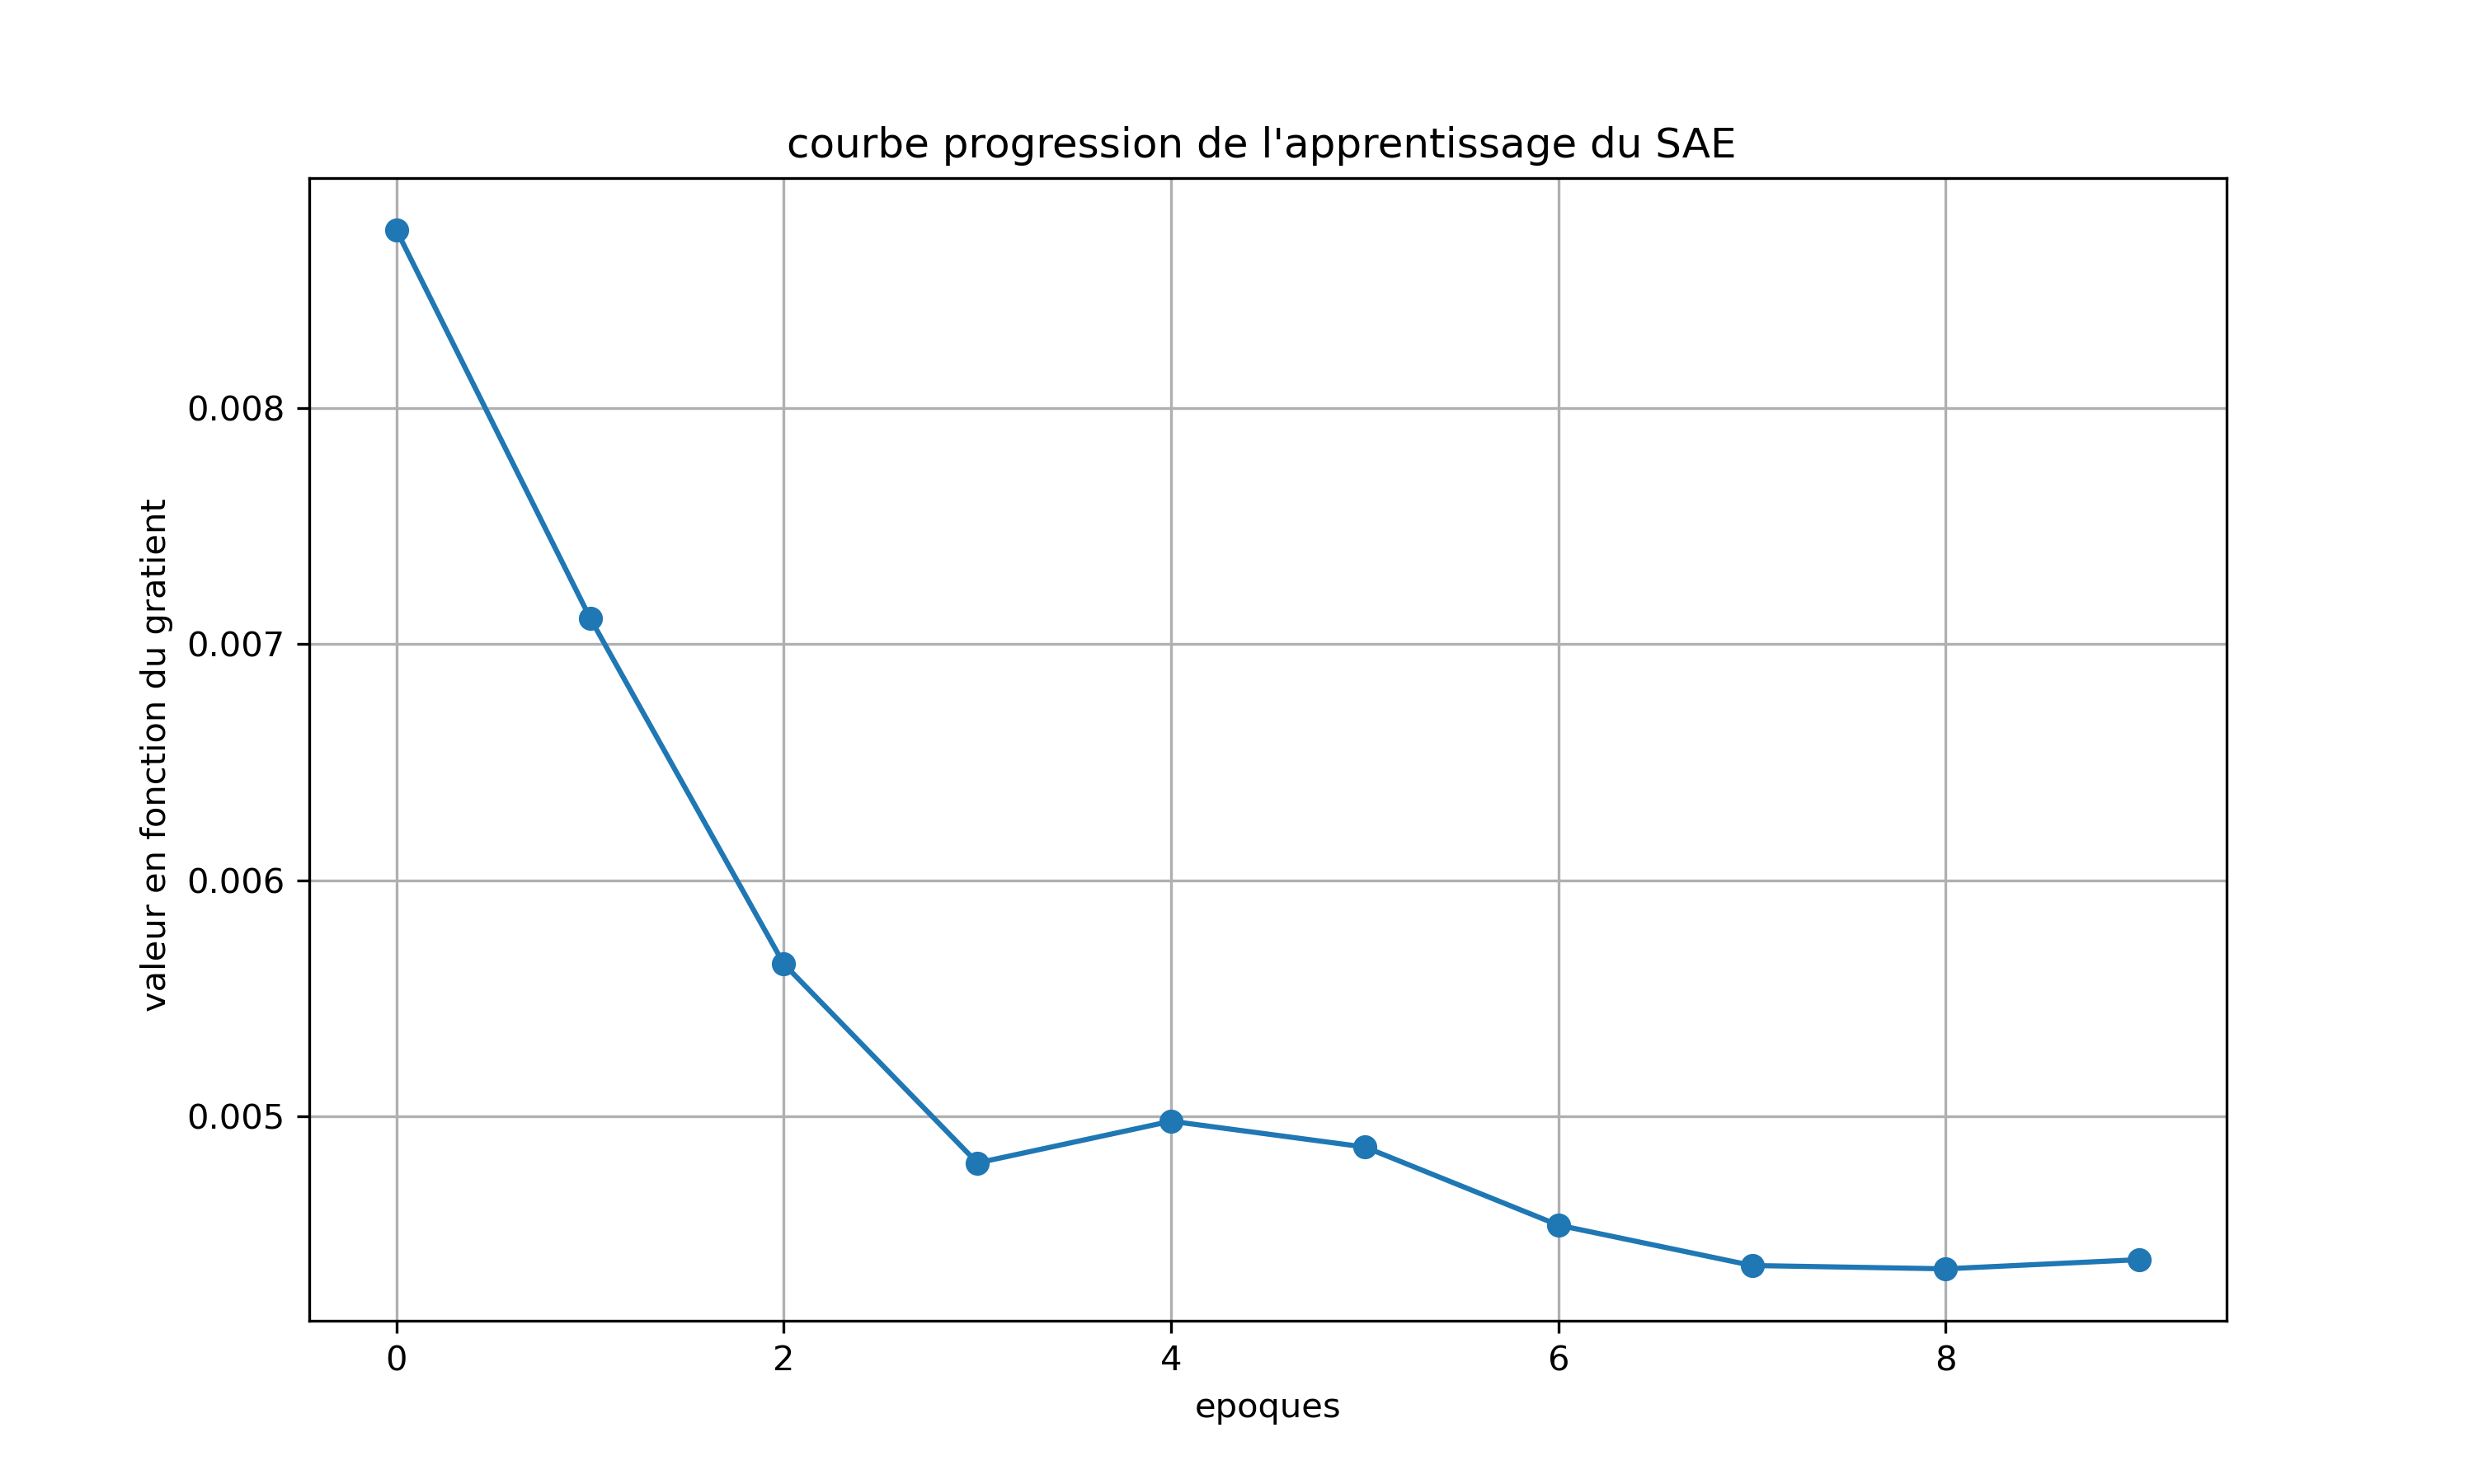 courbe progression de l'apprentissage du SAE
valeur en fonction du gratient
0.008
0.007
0.006
0.005
0 2 4 6 8
epoques